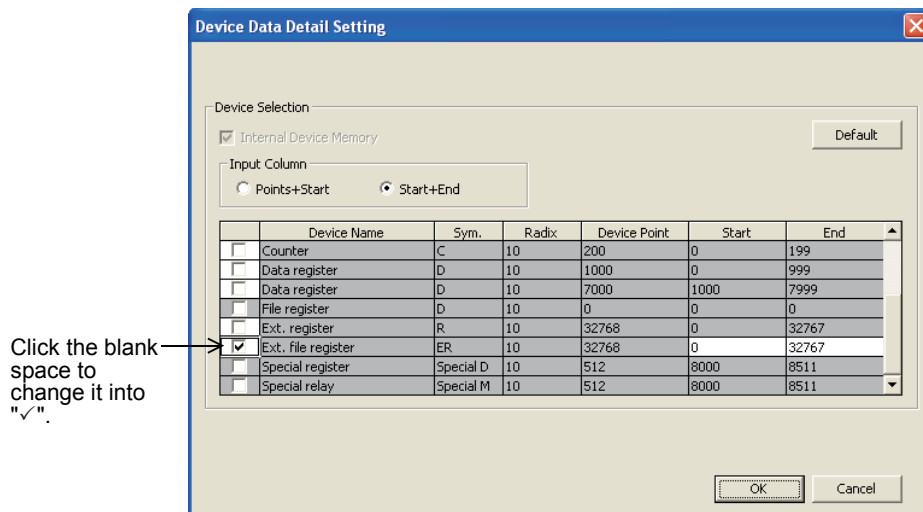 Device Data Detail Setting
Device Selection
Internal Device Memory
Default
Input Column
Points+Start Start+End
Device Name Sym. Radix Device Point Start End
Counter C 10 200 0 199
Data register D 10 1000 0 999
Data register D 10 7000 1000 7999
File register D 10 0 0 0
Ext. register R 10 32768 0 32767
Ext. file register ER 10 32768 0 32767
Special register Special D 10 512 8000 8511
Special relay Special M 10 512 8000 8511
Click the blank
space to
change it into
"✓".
OK Cancel